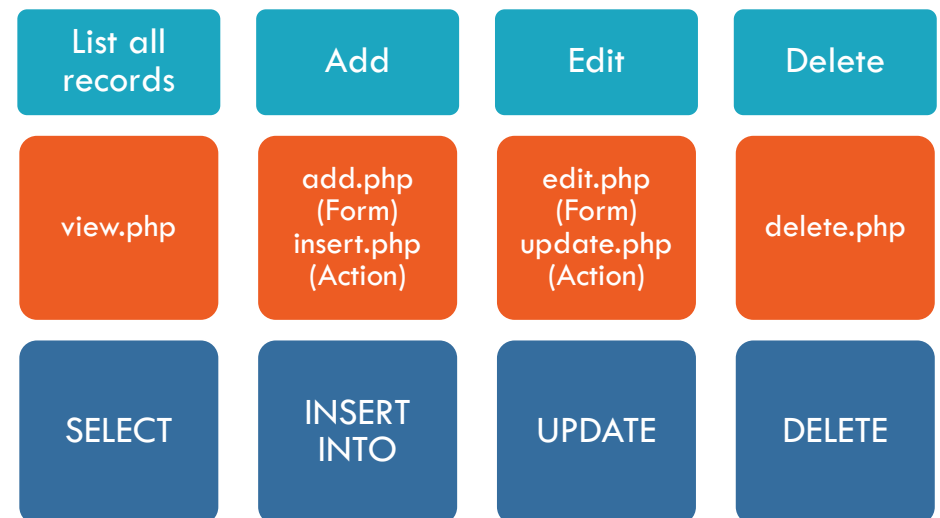 List all
records
Add
Edit
Delete
view.php
add.php
(Form)
insert.php
(Action)
edit.php
(Form)
update.php
(Action)
delete.php
SELECT
INSERT
INTO
UPDATE
DELETE